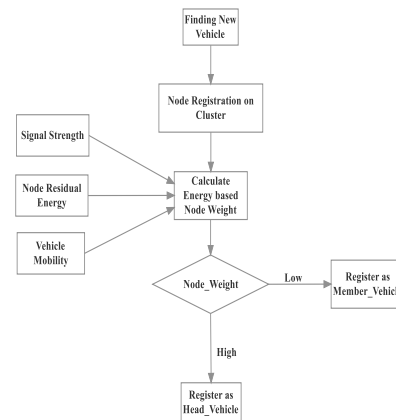 Finding New
Vehicle
Node Registration on
Cluster
Signal Strength
Node Residual
Energy
Vehicle
Mobility
Calculate
Energy based
Node Weight
Node_Weight
Low
Register as
Member_Vehicle
High
Register as
Head_Vehicle